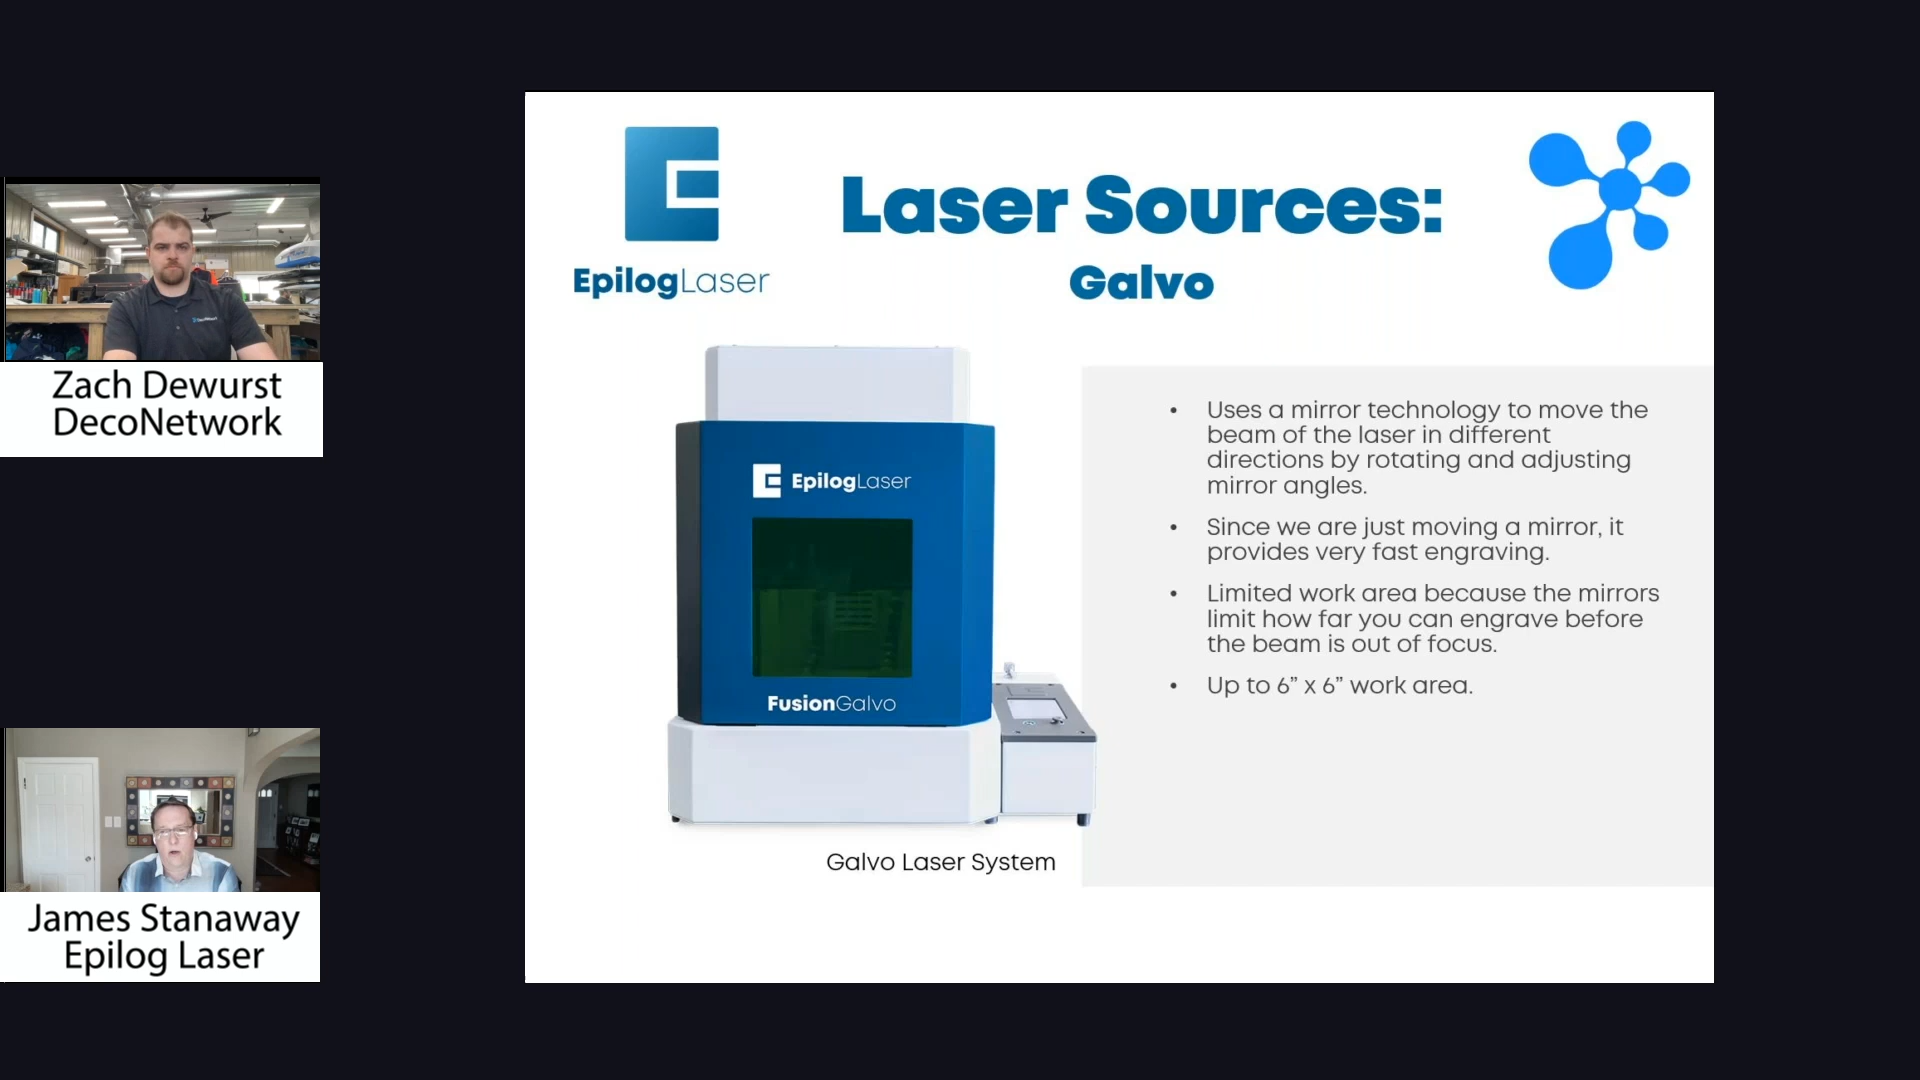 Zach Dewurst
DecoNetwork
James Stanaway
Epilog Laser
EpilogLaser
Laser Sources:
Galvo
EpilogLaser
FusionGalvo
Galvo Laser System
• Uses a mirror technology to move the
beam of the laser in different
directions by rotating and adjusting
mirror angles.
• Since we are just moving a mirror, it
provides very fast engraving.
• Limited work area because the mirrors
limit how far you can engrave before
the beam is out of focus.
• Up to 6” x 6” work area.